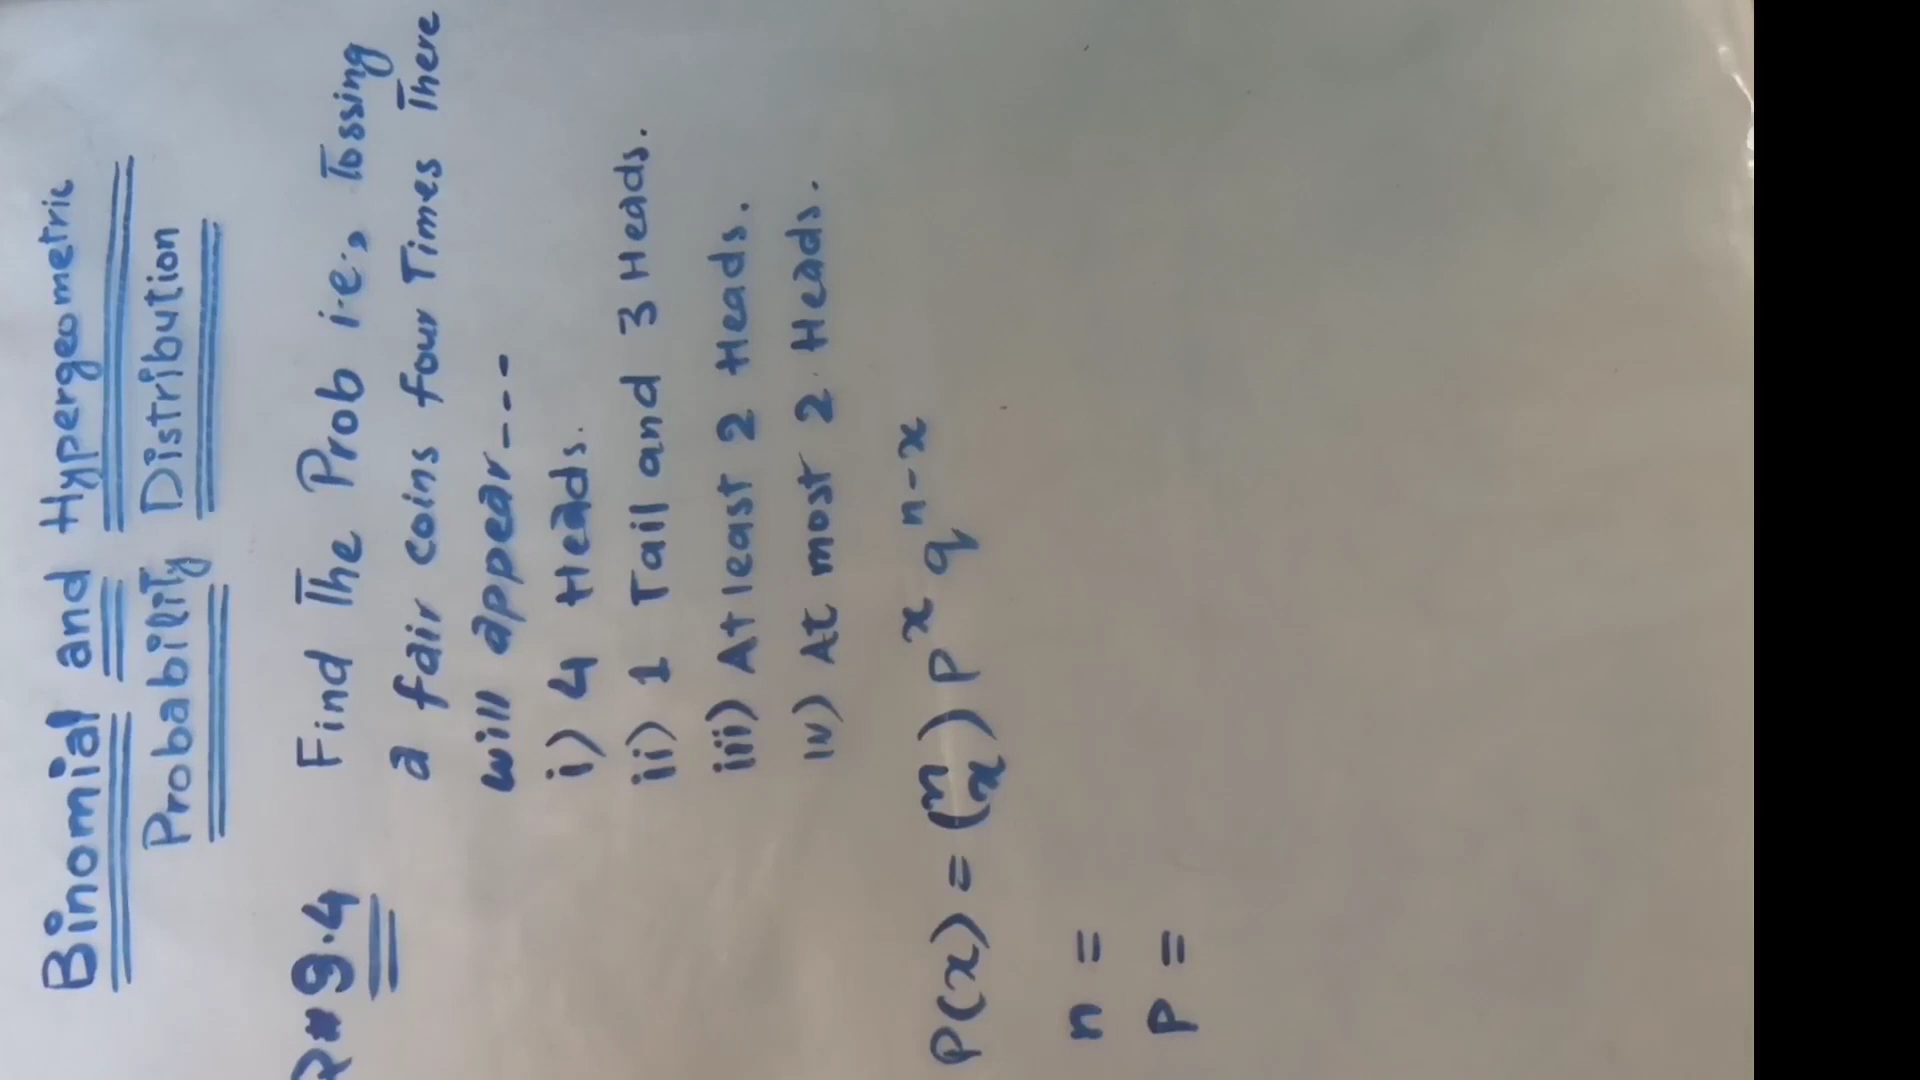 Binomial and Hypergeometric
Probability Distribution
Q# 9.4 Find The Prob i.e., Tossing
a fair coins four Times There
will appear----
i) 4 Heads.
ii) 1 Tail and 3 Heads.
iii) At least 2 Heads.
iv) At most 2 Heads.
P(x) = (n x) p^x q^n-x
n =
P =